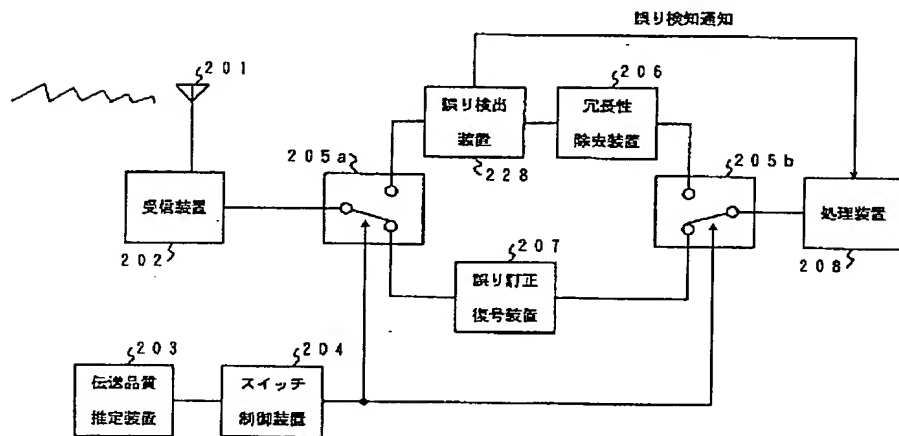 誤り検知通知
201
206
誤り検出
装置
冗長性
除去装置
205a
228
205b
受信装置
処理装置
202
207
208
誤り訂正
復号装置
203
204
伝送品質
推定装置
スイッチ
制御装置